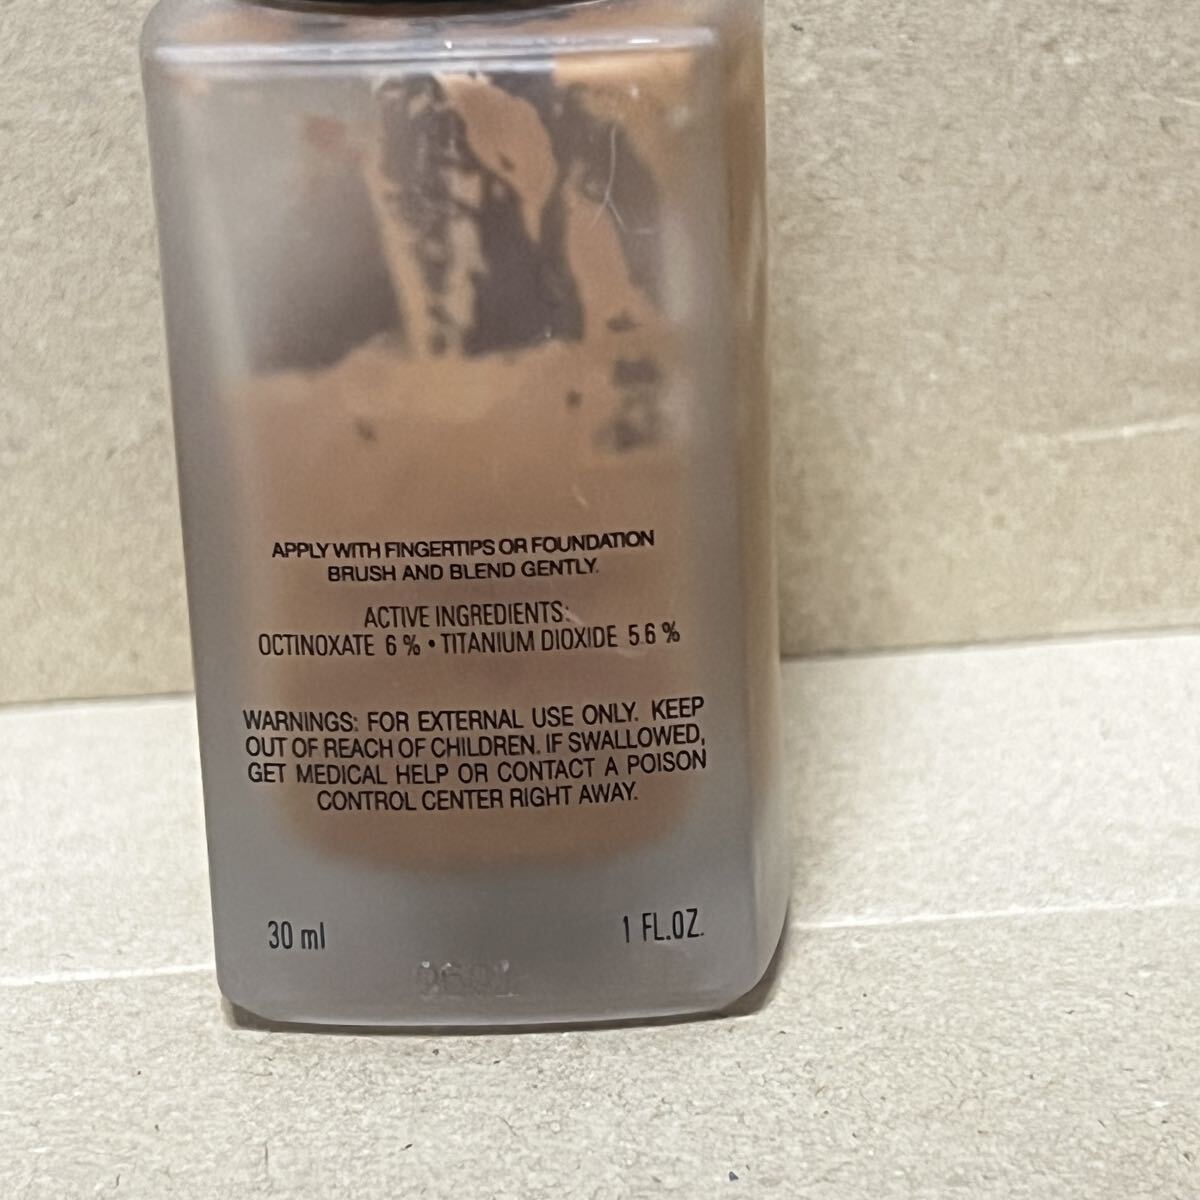 APPLY WITH FINGERTIPS OR FOUNDATION
BRUSH AND BLEND GENTLY.
ACTIVE INGREDIENTS:
OCTINOXATE 6 % • TITANIUM DIOXIDE 5.6 %
WARNINGS: FOR EXTERNAL USE ONLY. KEEP
OUT OF REACH OF CHILDREN. IF SWALLOWED,
GET MEDICAL HELP OR CONTACT A POISON
CONTROL CENTER RIGHT AWAY.
30 ml
1 FL.OZ.